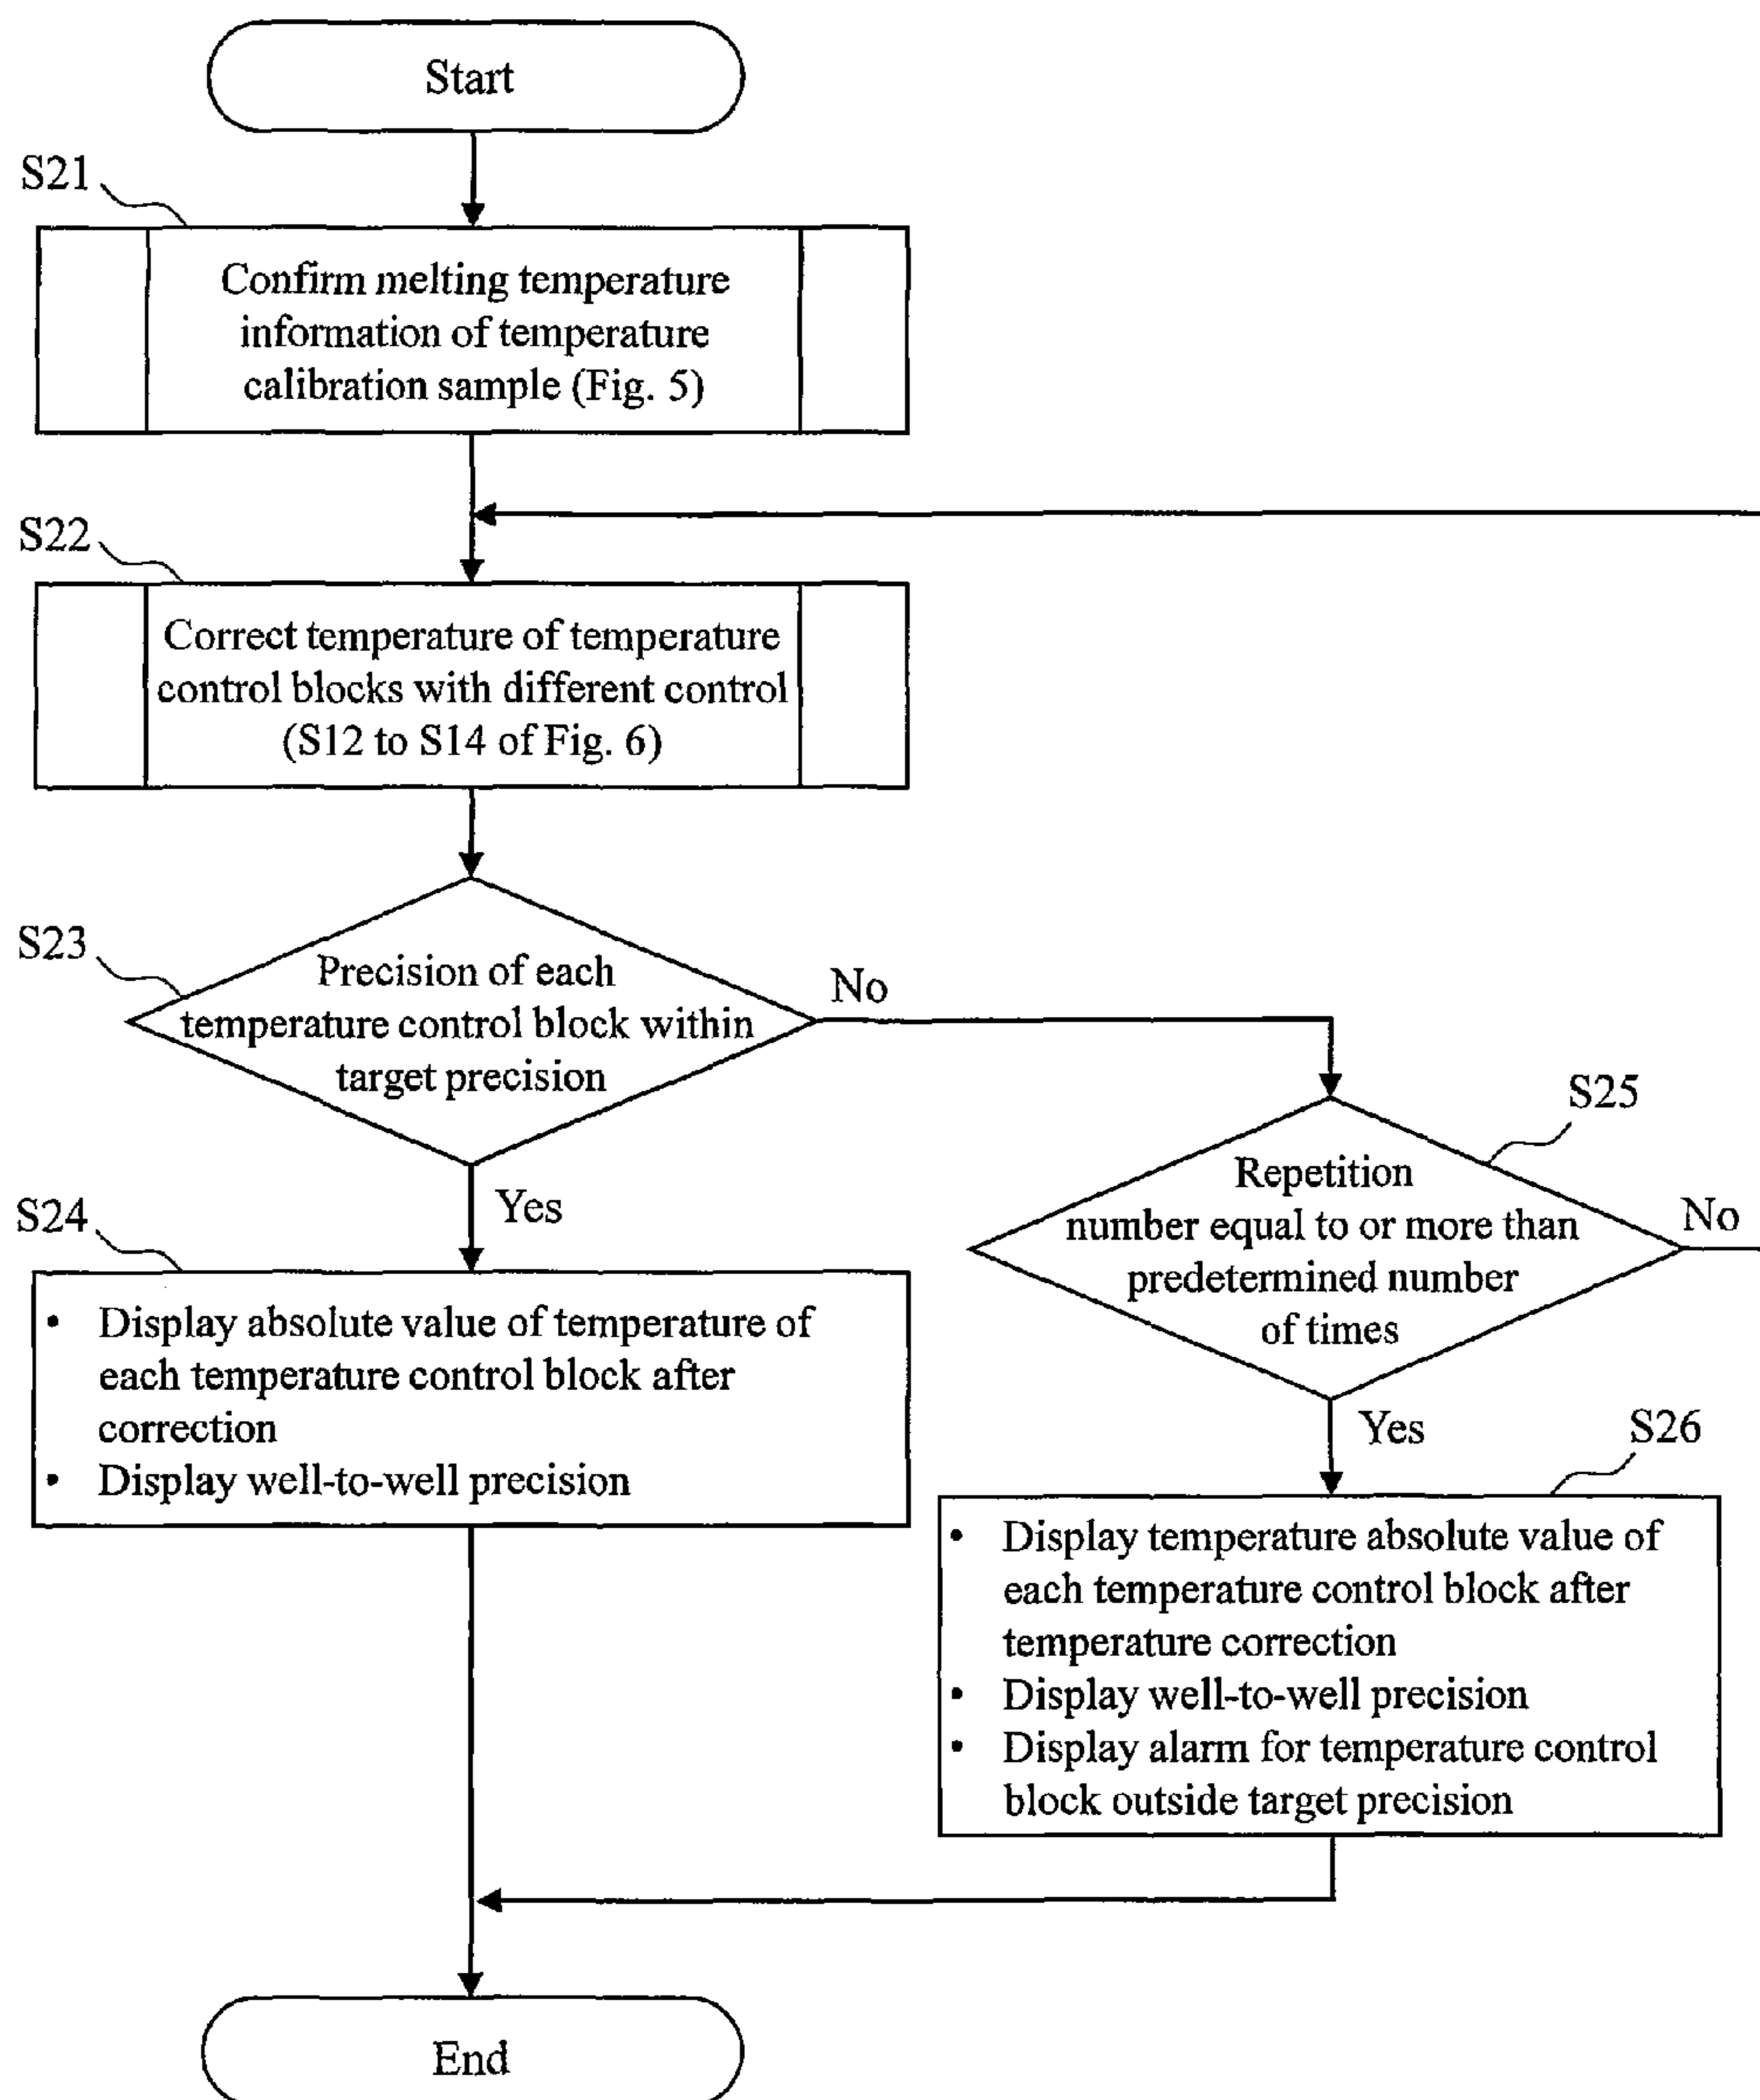 Start
S21
Confirm melting temperature
information of temperature
calibration sample (Fig. 5)
S22
Correct temperature of temperature
control blocks with different control
(S12 to S14 of Fig. 6)
S23
Precision of each
temperature control block within
target precision
No
Yes
S25
Repetition
number equal to or more than
predetermined number
of times
No
Yes
S24
• Display absolute value of temperature of
each temperature control block after
correction
• Display well-to-well precision
S26
• Display temperature absolute value of
each temperature control block after
temperature correction
• Display well-to-well precision
• Display alarm for temperature control
block outside target precision
End